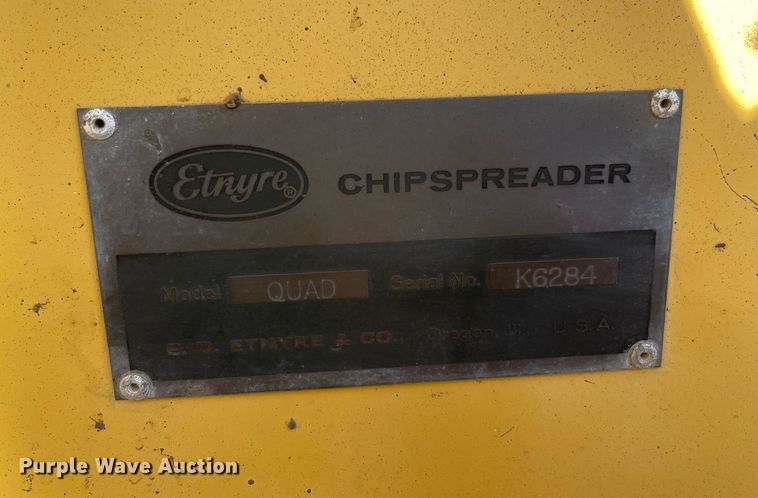 Etnyre® CHIPSPREADER
Model QUAD Serial No. K6284
E. D. ETNYRE & CO. Oregon, Ill. U.S.A.
Purple Wave Auction